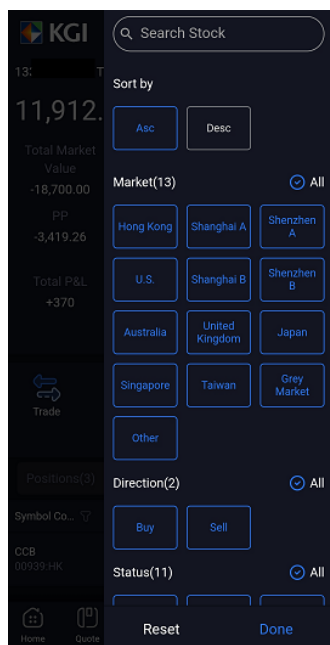 KGI
13:
T
11,912.
Total Market
Value
-18,700.00
PP
-3,419.26
Total P&L
+370
Trade
Positions(3)
Symbol Co...
CCB
00939:HK
Home
Quote
Search Stock
Sort by
Asc
Desc
Market(13)
All
Hong Kong
Shanghai A
Shenzhen
A
U.S.
Shanghai B
Shenzhen
B
Australia
United
Kingdom
Japan
Singapore
Taiwan
Grey
Market
Other
Direction(2)
All
Buy
Sell
Status(11)
All
Reset
Done